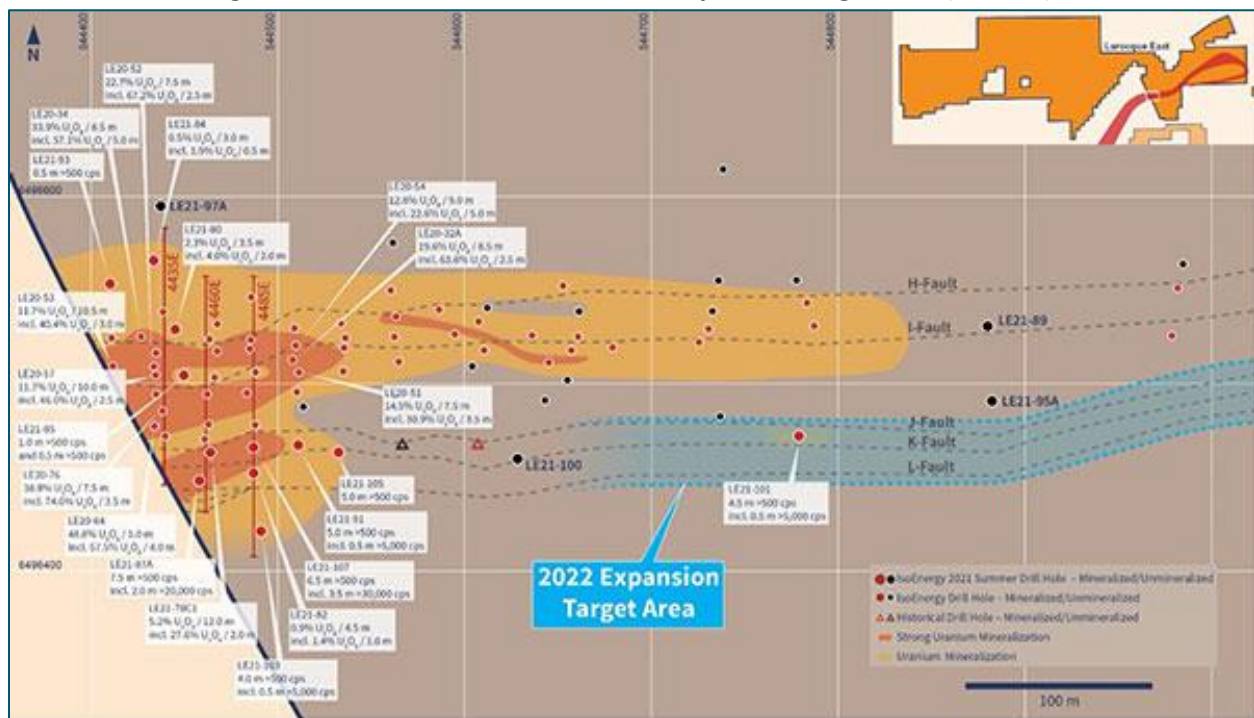 544400
544500
544600
544700
544800
N
Larocque East
LE20-52
22.7% U₃O₈ / 7.5 m
incl. 67.2% U₃O₈ / 2.5 m
LE20-34
33.9% U₃O₈ / 8.5 m
incl. 57.1% U₃O₈ / 5.0 m
LE21-84
0.5% U₃O₈ / 3.0 m
incl. 1.9% U₃O₈ / 0.5 m
LE21-93
0.5 m >500 cps
6496600
LE21-97A
LE20-54
12.8% U₃O₈ / 9.0 m
incl. 22.6% U₃O₈ / 5.0 m
LE21-80
2.3% U₃O₈ / 3.5 m
incl. 4.0% U₃O₈ / 2.0 m
LE20-32A
19.6% U₃O₈ / 8.5 m
incl. 63.6% U₃O₈ / 2.5 m
4435E
4460E
4485E
H-Fault
LE20-53
11.7% U₃O₈ / 10.5 m
incl. 40.4% U₃O₈ / 3.0 m
I-Fault
LE21-89
LE20-57
11.7% U₃O₈ / 10.0 m
incl. 46.0% U₃O₈ / 2.5 m
LE20-51
14.5% U₃O₈ / 7.5 m
incl. 30.9% U₃O₈ / 3.5 m
LE21-95A
LE21-95
1.0 m >500 cps
and 0.5 m >500 cps
J-Fault
K-Fault
L-Fault
LE21-100
LE20-76
38.8% U₃O₈ / 7.5 m
incl. 74.0% U₃O₈ / 3.5 m
LE21-105
5.0 m >500 cps
LE21-101
4.5 m >500 cps
incl. 0.5 m >5,000 cps
LE20-64
48.8% U₃O₈ / 5.0 m
incl. 57.5% U₃O₈ / 4.0 m
LE21-91
5.0 m >500 cps
incl. 0.5 m >5,000 cps
6496400
LE21-87A
7.5 m >500 cps
incl. 2.0 m >20,000 cps
LE21-107
6.5 m >500 cps
incl. 3.5 m >30,000 cps
2022 Expansion
Target Area
LE21-78C1
5.2% U₃O₈ / 12.0 m
incl. 27.6% U₃O₈ / 2.0 m
LE21-82
0.9% U₃O₈ / 4.5 m
incl. 1.4% U₃O₈ / 1.0 m
4.0 m >500 cps
incl. 0.5 m >5,000 cps
IsoEnergy 2021 Summer Drill Hole – Mineralized/Unmineralized
IsoEnergy Drill Hole – Mineralized/Unmineralized
Historical Drill Hole – Mineralized/Unmineralized
Strong Uranium Mineralization
Uranium Mineralization
100 m